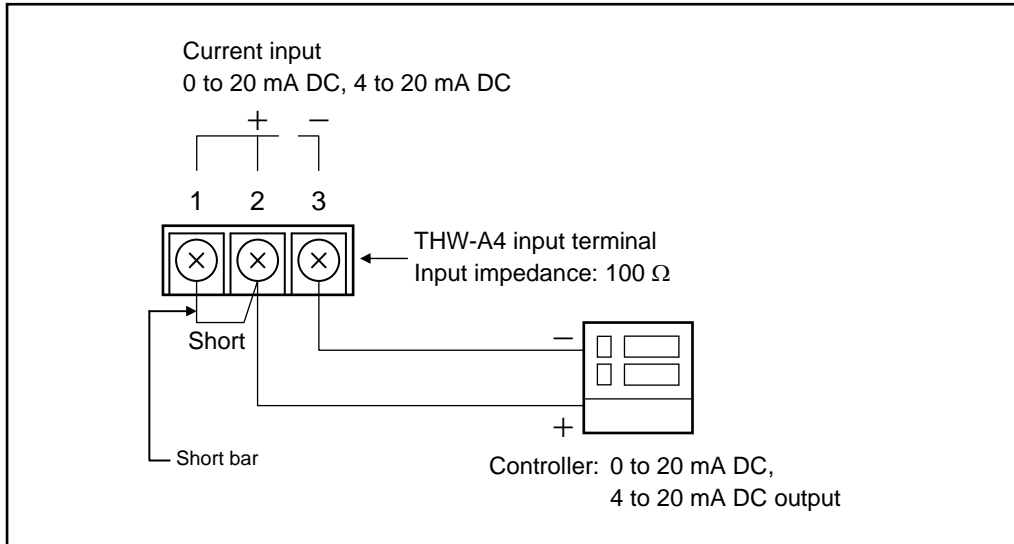 Current input
0 to 20 mA DC, 4 to 20 mA DC
+ −
1 2 3
THW-A4 input terminal
Input impedance: 100 Ω
Short
−
+
Short bar
Controller: 0 to 20 mA DC,
4 to 20 mA DC output